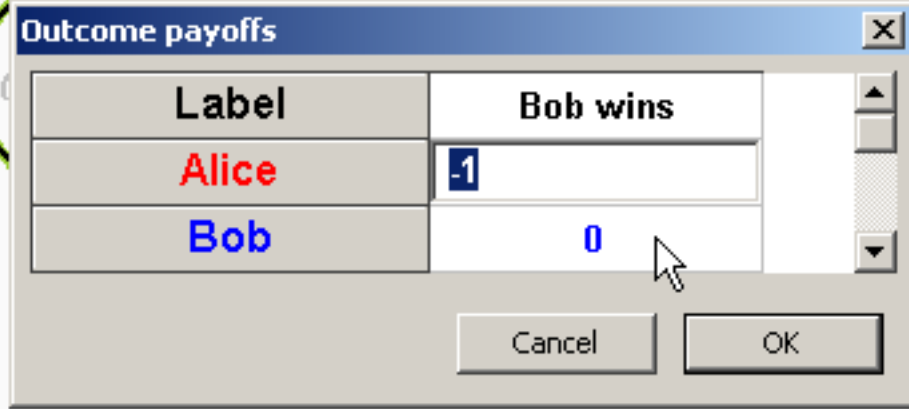 Outcome payoffs
Label Bob wins
Alice -1
Bob 0
Cancel OK